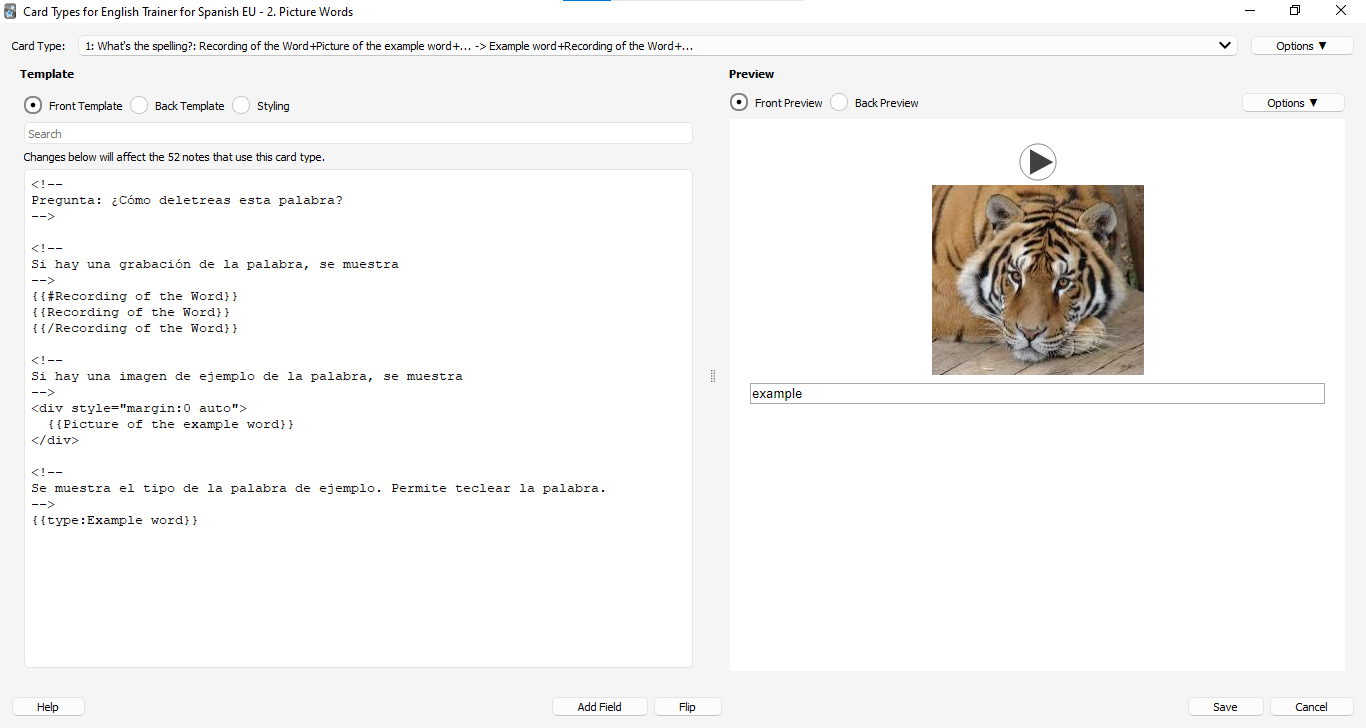 Card Types for English Trainer for Spanish EU - 2. Picture Words
Card Type:
1: What's the spelling?: Recording of the Word+Picture of the example word+... -> Example word+Recording of the Word+...
Options ▼
Template
Front Template
Back Template
Styling
Search
Changes below will affect the 52 notes that use this card type.
<!--
Pregunta: ¿Cómo deletreas esta palabra?
-->
<!--
Si hay una grabación de la palabra, se muestra
-->
{{#Recording of the Word}}
{{Recording of the Word}}
{{/Recording of the Word}}
<!--
Si hay una imagen de ejemplo de la palabra, se muestra
-->
<div style="margin:0 auto">
{{Picture of the example word}}
</div>
<!--
Se muestra el tipo de la palabra de ejemplo. Permite teclear la palabra.
-->
{{type:Example word}}
Preview
Front Preview
Back Preview
Options ▼
example
Help
Add Field
Flip
Save
Cancel